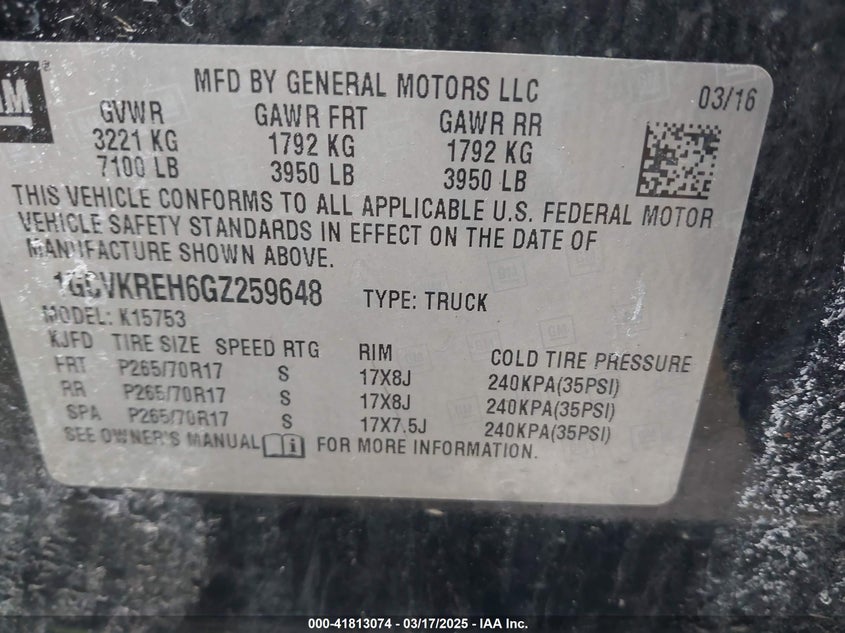 GM
MFD BY GENERAL MOTORS LLC
03/16
GVWR GAWR FRT GAWR RR
3221 KG 1792 KG 1792 KG
7100 LB 3950 LB 3950 LB
THIS VEHICLE CONFORMS TO ALL APPLICABLE U.S. FEDERAL MOTOR
VEHICLE SAFETY STANDARDS IN EFFECT ON THE DATE OF
MANUFACTURE SHOWN ABOVE.
1GCVKREH6GZ259648 TYPE: TRUCK
MODEL: K15753
KJFD TIRE SIZE SPEED RTG RIM COLD TIRE PRESSURE
FRT P265/70R17 S 17X8J 240KPA(35PSI)
RR P265/70R17 S 17X8J 240KPA(35PSI)
SPA P265/70R17 S 17X7.5J 240KPA(35PSI)
SEE OWNER'S MANUAL FOR MORE INFORMATION.
000-41813074 / 03/17/2025 - IAA Inc.